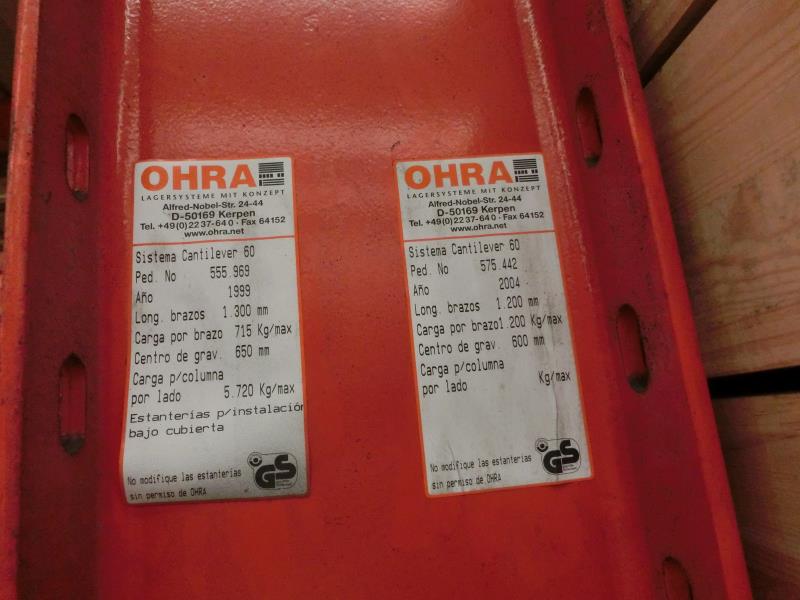 OHRA
LAGERSYSTEME MIT KONZEPT
Alfred-Nobel-Str. 24-44
D-50169 Kerpen
Tel. +49(0)2237-640 · Fax 64152
www.ohra.net
Sistema Cantilever 60
Ped. No 555.969
Año 1999
Long. brazos 1.300 mm
Carga por brazo 715 Kg/max
Centro de grav. 650 mm
Carga p/columna
por lado 5.720 Kg/max
Estanterías p/instalación
bajo cubierta
No modifique las estanterías
sin permiso de OHRA
GS
OHRA
LAGERSYSTEME MIT KONZEPT
Alfred-Nobel-Str. 24-44
D-50169 Kerpen
Tel. +49(0)2237-640 · Fax 64152
www.ohra.net
Sistema Cantilever 60
Ped. No 575.442
Año 2004
Long. brazos 1.200 mm
Carga por brazo1.200 Kg/max
Centro de grav. 600 mm
Carga p/columna
por lado Kg/max
No modifique las estanterías
sin permiso de OHRA
GS